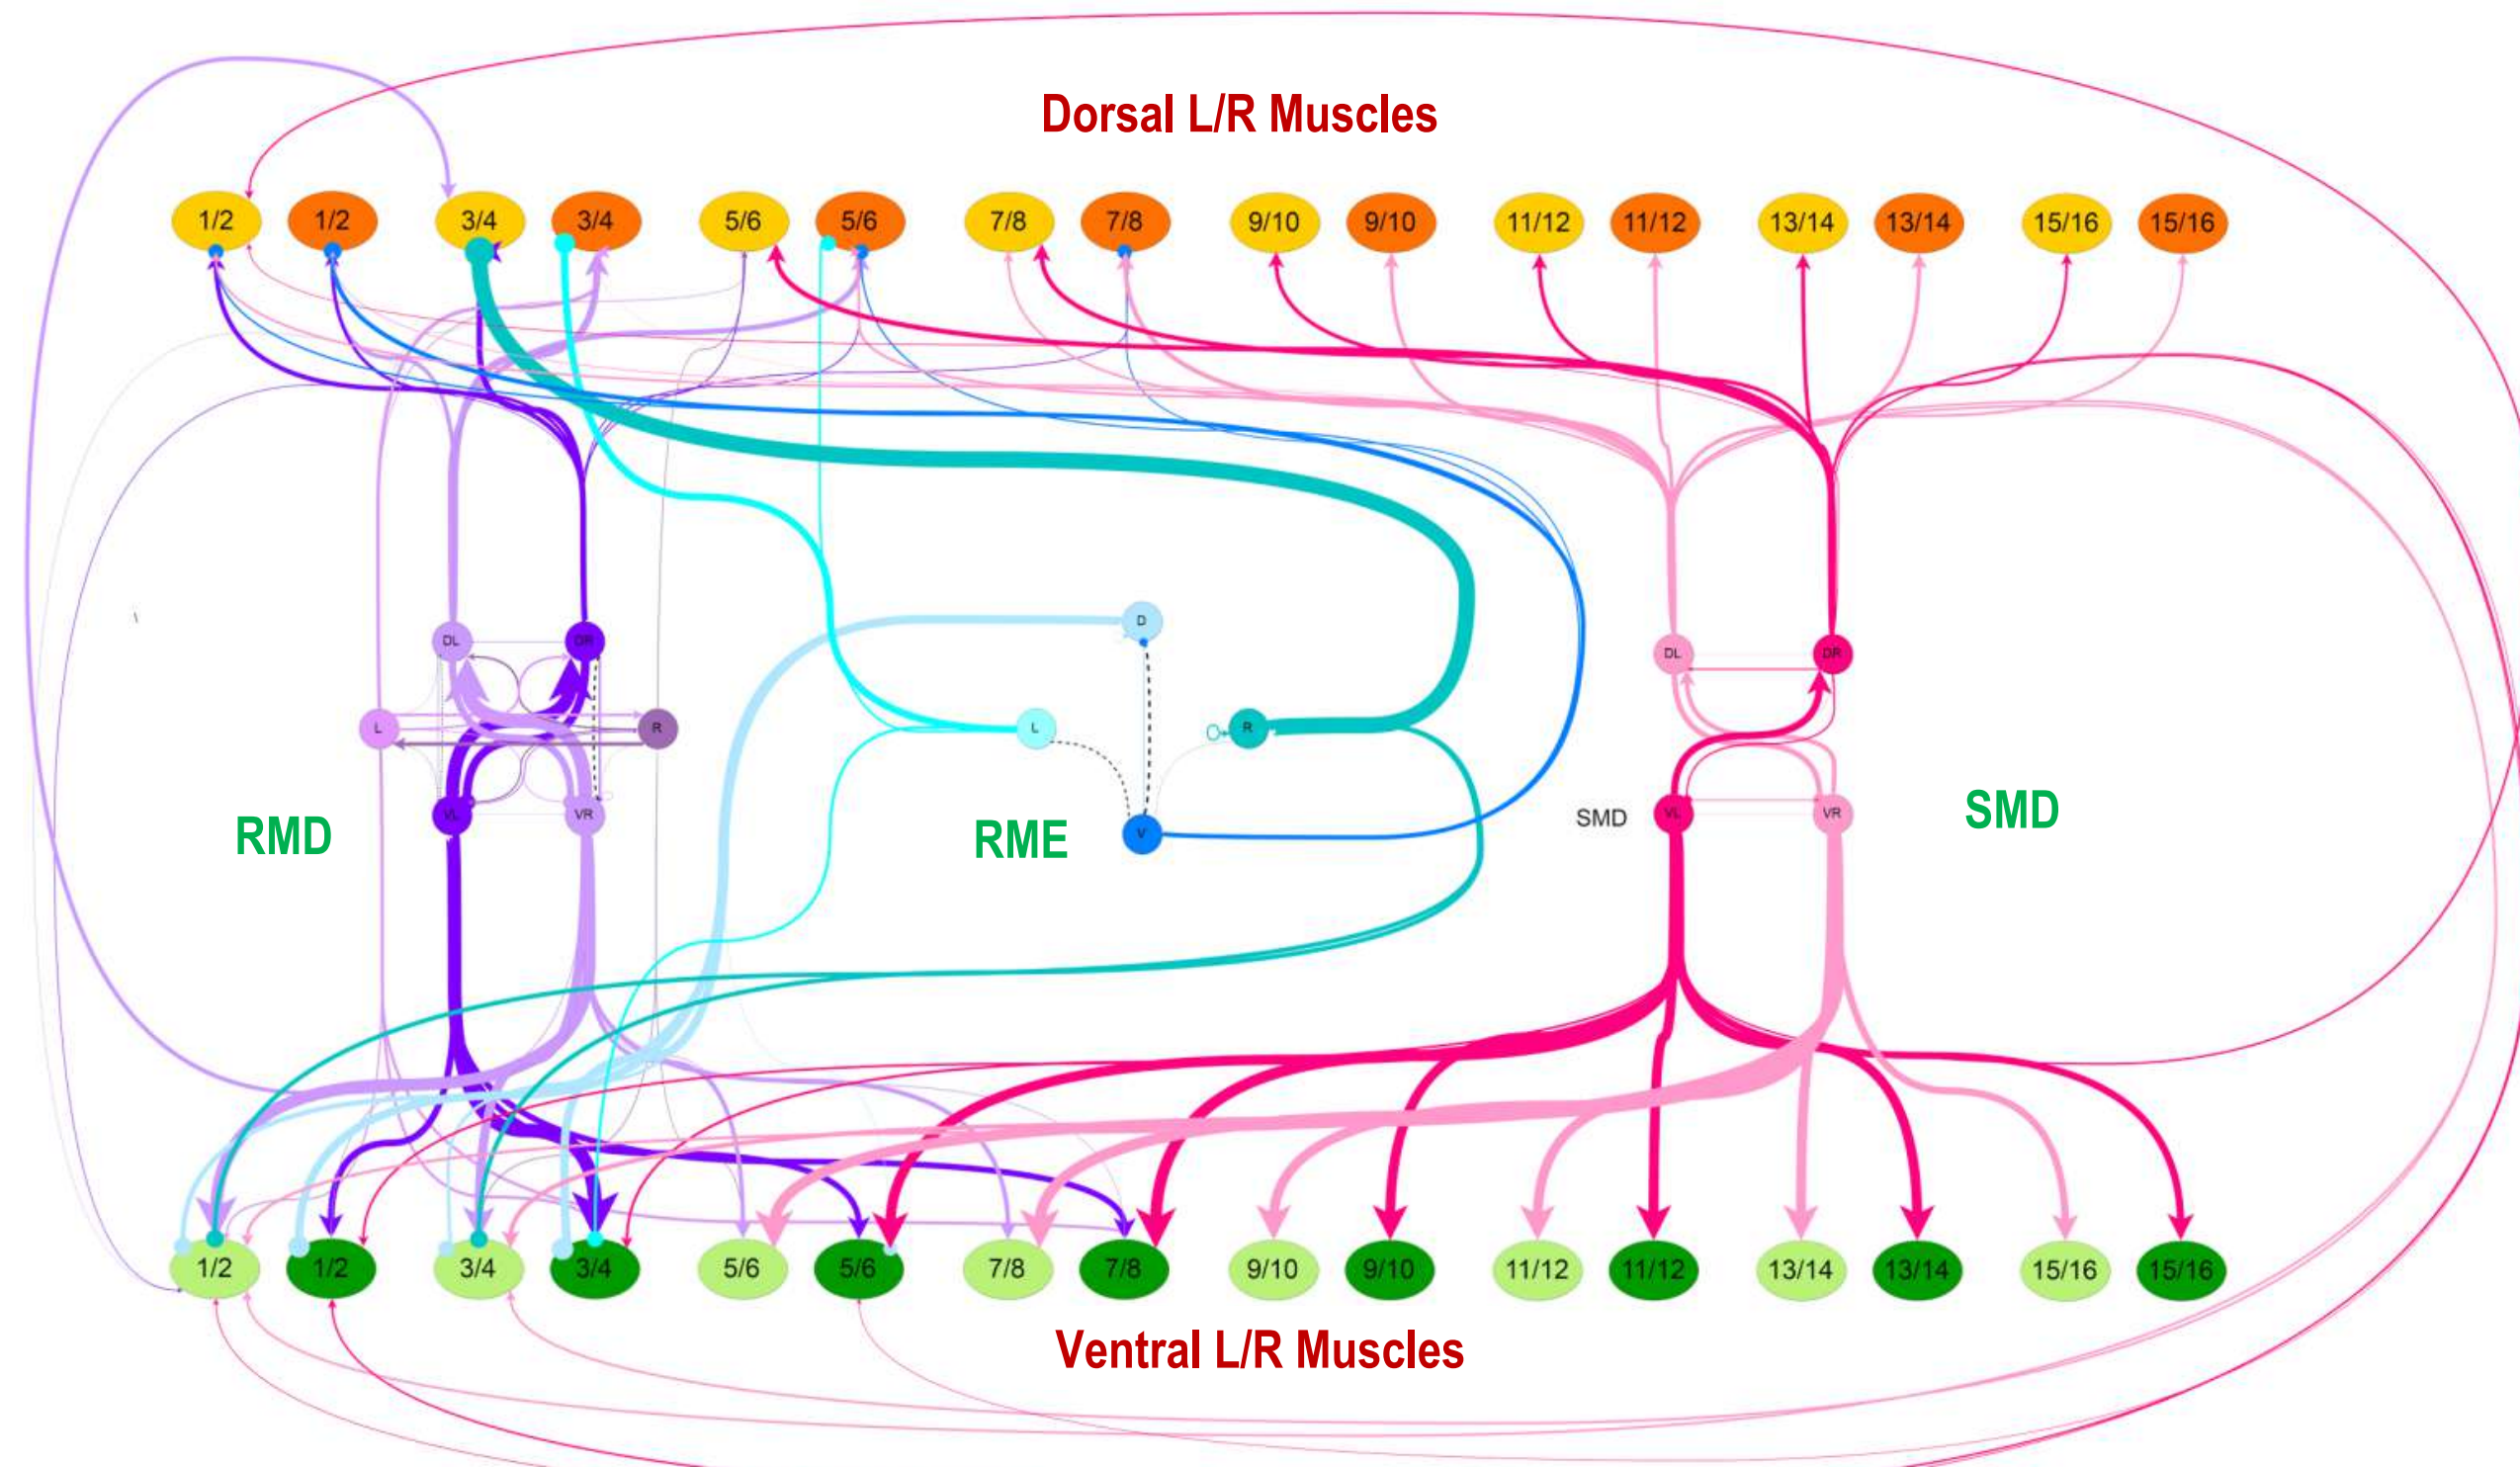 Dorsal L/R Muscles
1/2 1/2 3/4 3/4 5/6 5/6 7/8 7/8 9/10 9/10 11/12 11/12 13/14 13/14 15/16 15/16
D
DL DR
DL DR
L R
L R
VL VR
V
SMD
VL VR
RMD
RME
SMD
1/2 1/2 3/4 3/4 5/6 5/6 7/8 7/8 9/10 9/10 11/12 11/12 13/14 13/14 15/16 15/16
Ventral L/R Muscles